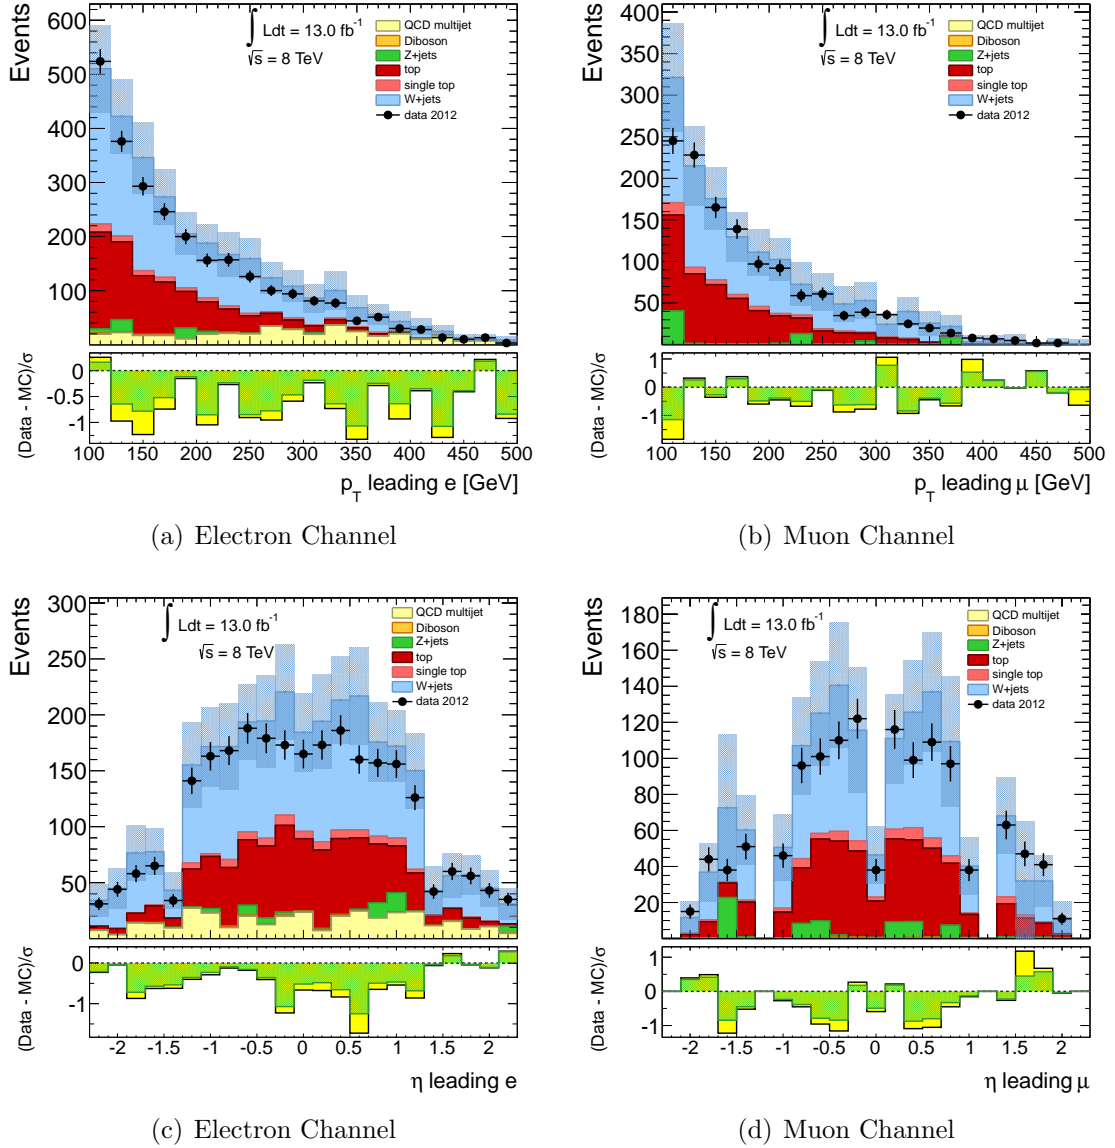 Events
600
500
400
300
200
100
∫ Ldt = 13.0 fb⁻¹
√s = 8 TeV
QCD multijet
Diboson
Z+jets
top
single top
W+jets
data 2012
(Data - MC)/σ
0
-0.5
-1
100 150 200 250 300 350 400 450 500
p_T leading e [GeV]
(a) Electron Channel
Events
400
350
300
250
200
150
100
50
∫ Ldt = 13.0 fb⁻¹
√s = 8 TeV
QCD multijet
Diboson
Z+jets
top
single top
W+jets
data 2012
(Data - MC)/σ
1
0
-1
100 150 200 250 300 350 400 450 500
p_T leading μ [GeV]
(b) Muon Channel
Events
300
250
200
150
100
50
∫ Ldt = 13.0 fb⁻¹
√s = 8 TeV
QCD multijet
Diboson
Z+jets
top
single top
W+jets
data 2012
(Data - MC)/σ
0
-1
-2 -1.5 -1 -0.5 0 0.5 1 1.5 2
η leading e
(c) Electron Channel
Events
180
160
140
120
100
80
60
40
20
∫ Ldt = 13.0 fb⁻¹
√s = 8 TeV
QCD multijet
Diboson
Z+jets
top
single top
W+jets
data 2012
(Data - MC)/σ
1
0
-1
-2 -1.5 -1 -0.5 0 0.5 1 1.5 2
η leading μ
(d) Muon Channel